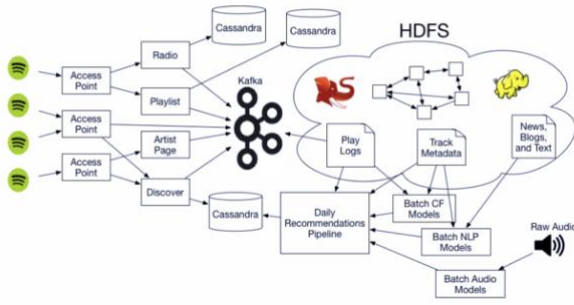 Cassandra
Cassandra
HDFS
Radio
Kafka
Access
Point
Playlist
Access
Point
Artist
Page
Play
Logs
Track
Metadata
News,
Blogs,
and Text
Access
Point
Discover
Cassandra
Daily
Recommendations
Pipeline
Batch CF
Models
Batch NLP
Models
Raw Audio
Batch Audio Models